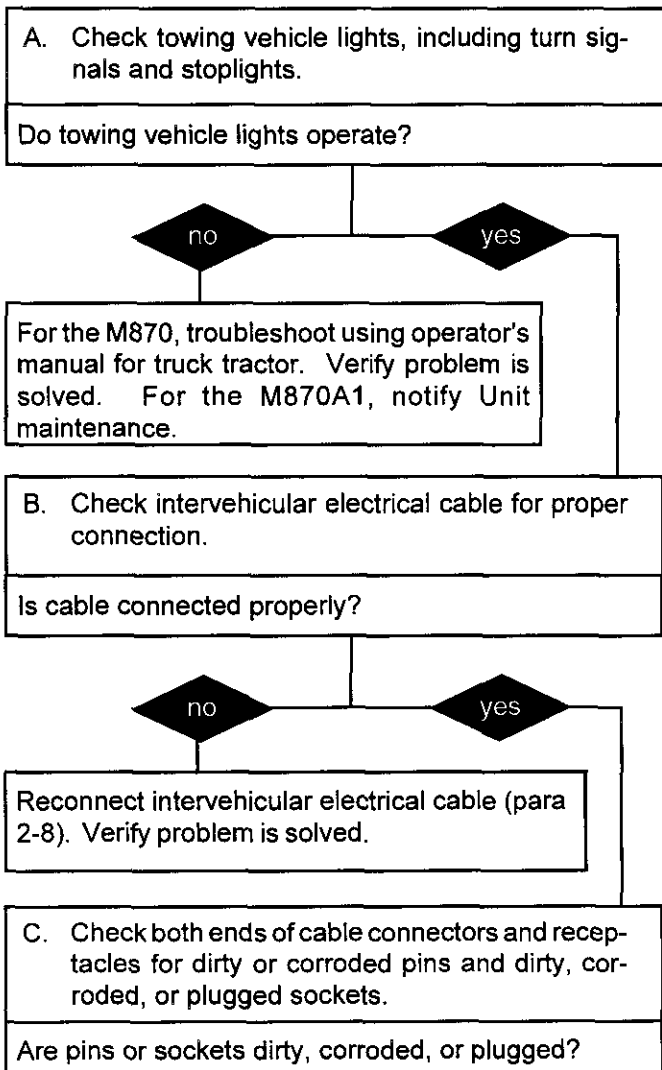 A. Check towing vehicle lights, including turn sig-
nals and stoplights.
Do towing vehicle lights operate?
no yes
For the M870, troubleshoot using operator's
manual for truck tractor. Verify problem is
solved. For the M870A1, notify Unit
maintenance.
B. Check intervehicular electrical cable for proper
connection.
Is cable connected properly?
no yes
Reconnect intervehicular electrical cable (para
2-8). Verify problem is solved.
C. Check both ends of cable connectors and recep-
tacles for dirty or corroded pins and dirty, cor-
roded, or plugged sockets.
Are pins or sockets dirty, corroded, or plugged?